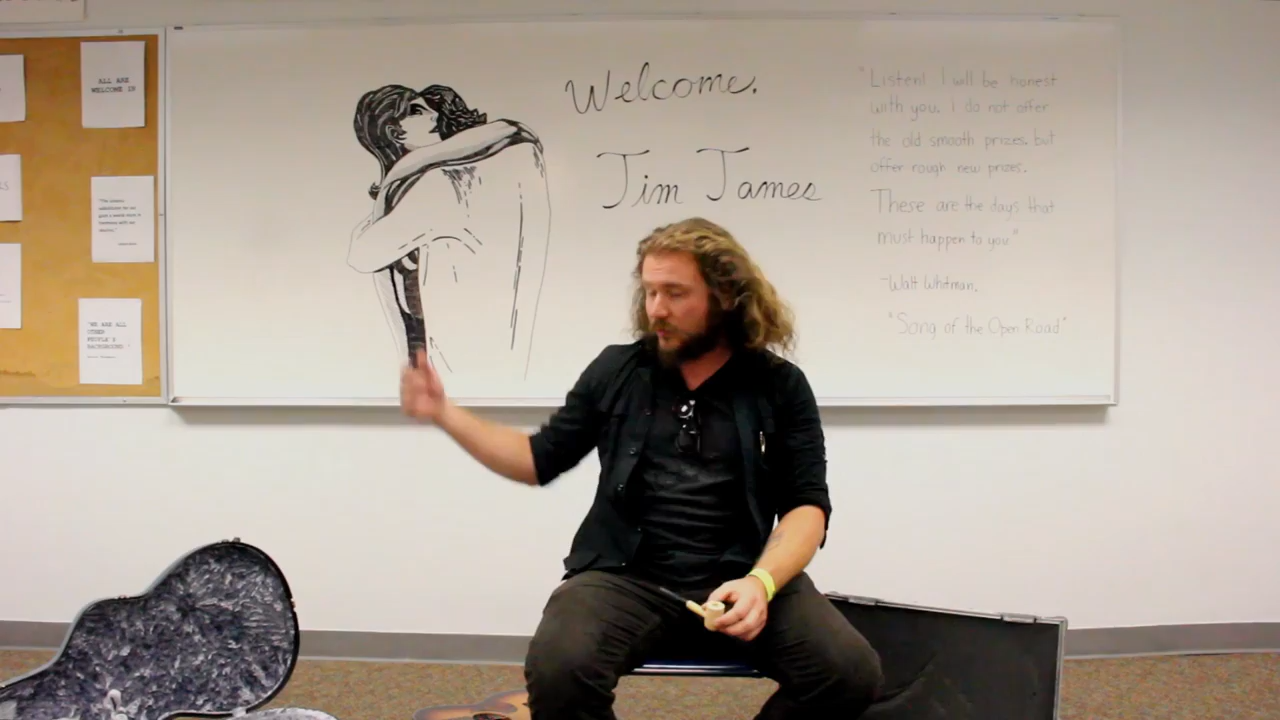 ALL ARE
WELCOME IN
"WE ARE ALL
OTHER
PEOPLE'S
BACKGROUND."
Welcome.
Jim James
"Listen! I will be honest
with you. I do not offer
the old smooth prizes, but
offer rough new prizes.
These are the days that
must happen to you"
-Walt Whitman.
"Song of the Open Road"